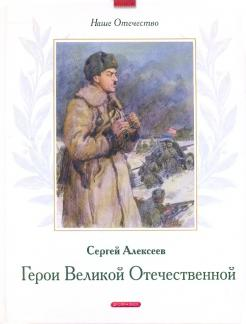 Наше Отечество
Сергей Алексеев
Герои Великой Отечественной